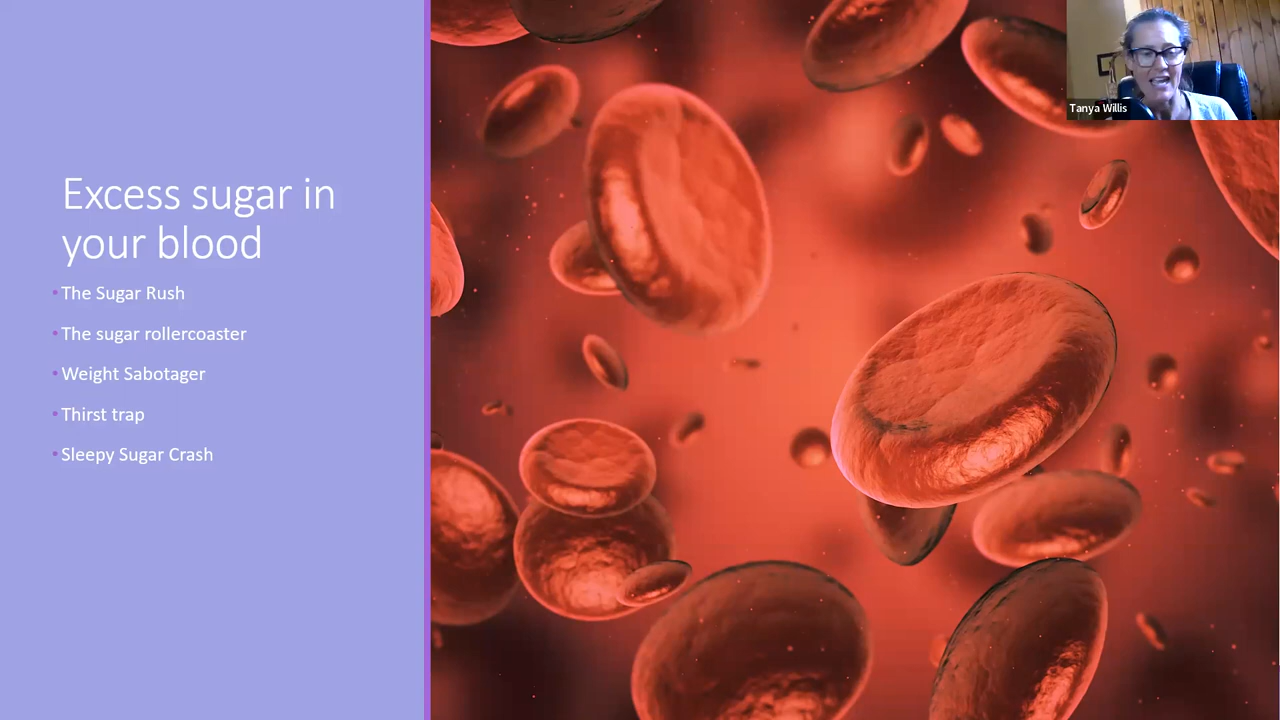 Excess sugar in
your blood
• The Sugar Rush
• The sugar rollercoaster
• Weight Sabotager
• Thirst trap
• Sleepy Sugar Crash
Tanya Willis